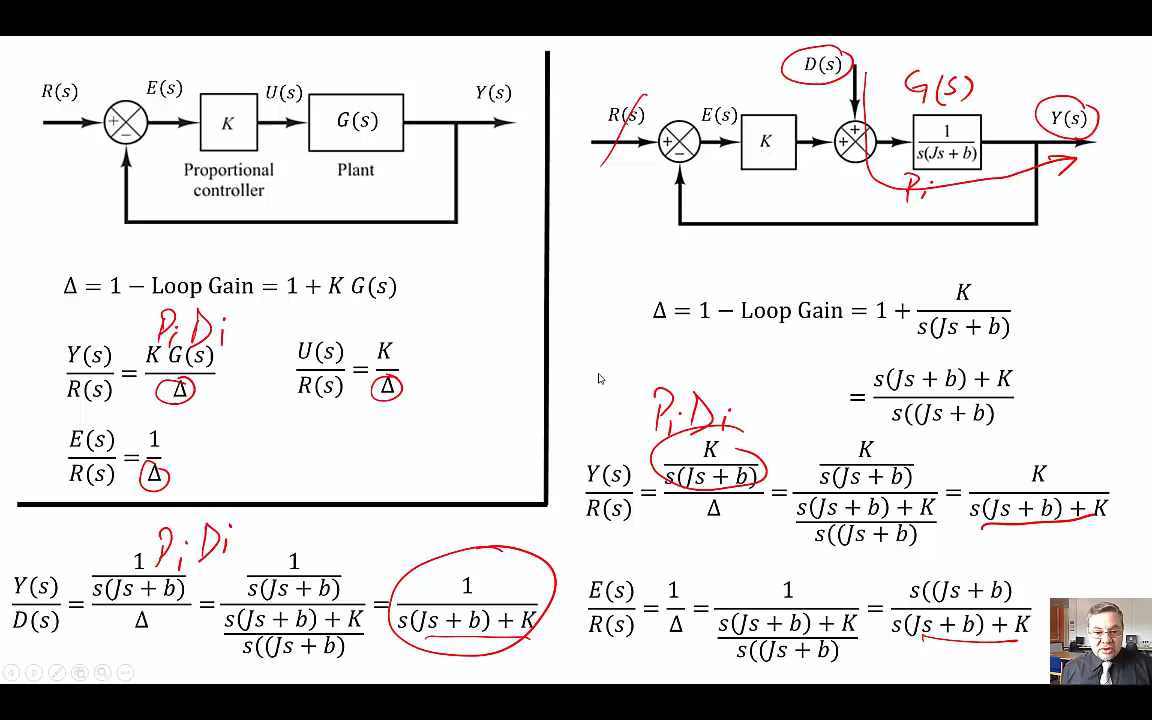 R(s) E(s) U(s) Y(s)
+ − K G(s)
Proportional controller
Plant
Δ = 1 − Loop Gain = 1 + K G(s)
Pi Di
Y(s)/R(s) = K G(s)/Δ
U(s)/R(s) = K/Δ
E(s)/R(s) = 1/Δ
Pi Di
Y(s)/D(s) = (1/s(Js + b))/Δ = (1/s(Js + b))/((s(Js + b) + K)/(s((Js + b))) = 1/(s(Js + b) + K)
D(s) G(s)
R(s) E(s) Y(s)
+ − K + + 1/s(Js + b)
Pi
Δ = 1 − Loop Gain = 1 + K/s(Js + b)
= (s(Js + b) + K)/(s((Js + b))
Pi Di
Y(s)/R(s) = (K/s(Js + b))/Δ = (K/s(Js + b))/((s(Js + b) + K)/(s((Js + b))) = K/(s(Js + b) + K)
E(s)/R(s) = 1/Δ = 1/((s(Js + b) + K)/(s((Js + b))) = s((Js + b)/(s(Js + b) + K)